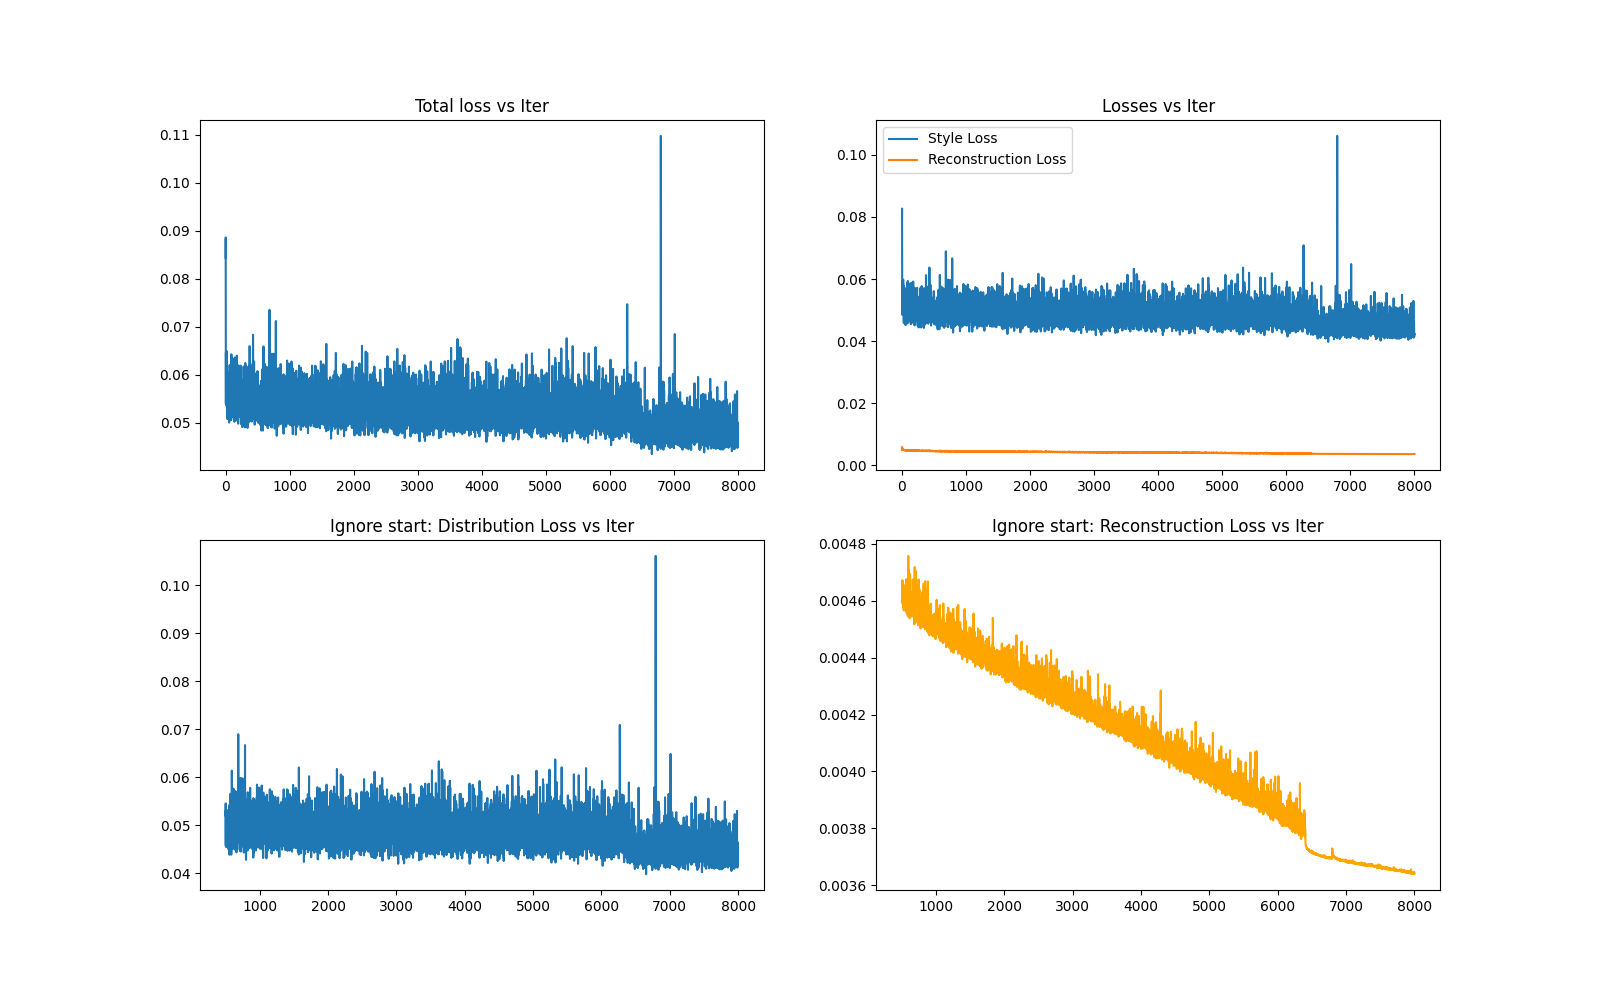 Total loss vs Iter
0.11
0.10
0.09
0.08
0.07
0.06
0.05
0 1000 2000 3000 4000 5000 6000 7000 8000
Losses vs Iter
Style Loss
Reconstruction Loss
0.10
0.08
0.06
0.04
0.02
0.00
0 1000 2000 3000 4000 5000 6000 7000 8000
Ignore start: Distribution Loss vs Iter
0.10
0.09
0.08
0.07
0.06
0.05
0.04
1000 2000 3000 4000 5000 6000 7000 8000
Ignore start: Reconstruction Loss vs Iter
0.0048
0.0046
0.0044
0.0042
0.0040
0.0038
0.0036
1000 2000 3000 4000 5000 6000 7000 8000